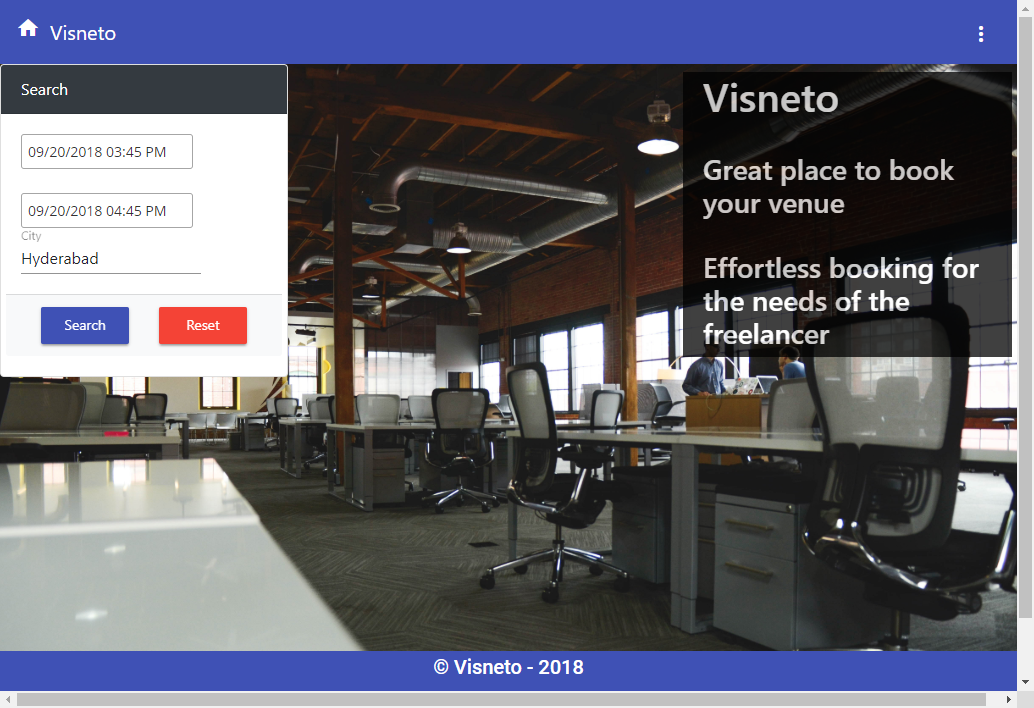 Visneto
Search
09/20/2018 03:45 PM
09/20/2018 04:45 PM
City
Hyderabad
Search
Reset
Visneto
Great place to book
your venue
Effortless booking for
the needs of the
freelancer
© Visneto - 2018